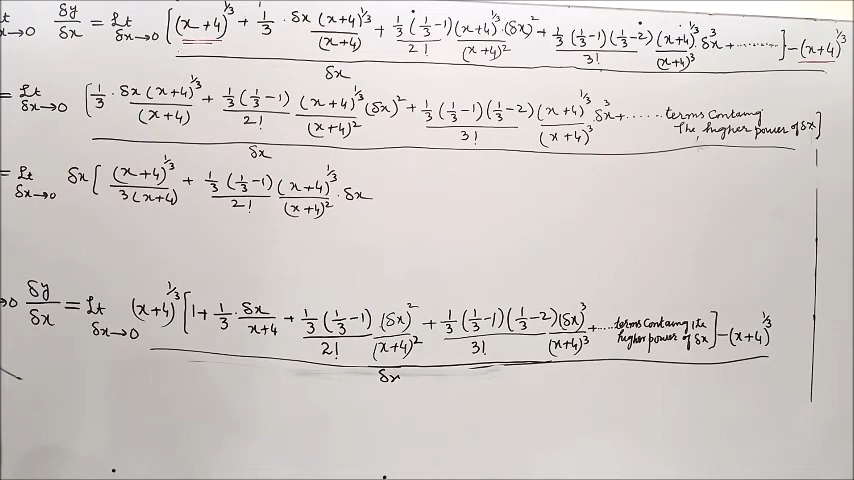 Lt δx→0 δy/δx = Lt δx→0 [(x+4)^1/3 + 1/3 · δx (x+4)^1/3/(x+4) + 1/3(1/3-1)/2! (x+4)^1/3/(x+4)^2 · (δx)^2 + 1/3(1/3-1)(1/3-2)/3! (x+4)^1/3/(x+4)^3 · δx^3 + ..........] - (x+4)^1/3
δx
= Lt δx→0 [1/3 · δx (x+4)^1/3/(x+4) + 1/3(1/3-1)/2! (x+4)^1/3/(x+4)^2 (δx)^2 + 1/3(1/3-1)(1/3-2)/3! (x+4)^1/3/(x+4)^3 δx^3 + ...... terms Containg The higher power of δx]
δx
= Lt δx→0 δx [(x+4)^1/3/3(x+4) + 1/3(1/3-1)/2! (x+4)^1/3/(x+4)^2 · δx
→0 δy/δx = Lt δx→0 (x+4)^1/3 [1 + 1/3 · δx/x+4 + 1/3(1/3-1)/2! (δx)^2/(x+4)^2 + 1/3(1/3-1)(1/3-2)/3! (δx)^3/(x+4)^3 + ..... terms Containg the higher power of δx] - (x+4)^1/3
δx